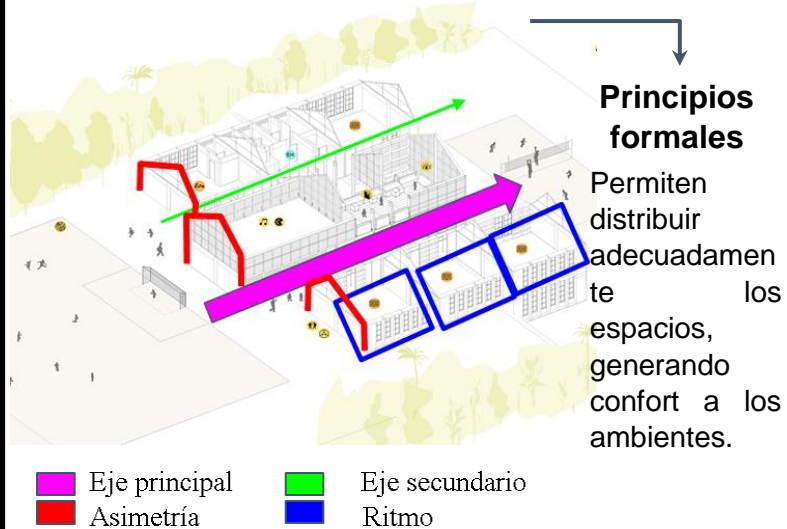 Principios
formales
Permiten
distribuir
adecuadamen
te los
espacios,
generando
confort a los
ambientes.
Eje principal
Eje secundario
Asimetría
Ritmo